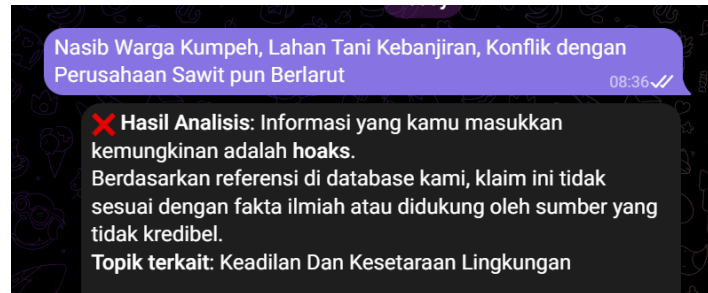 Nasib Warga Kumpeh, Lahan Tani Kebanjiran, Konflik dengan
Perusahaan Sawit pun Berlarut
08:36
❌ Hasil Analisis: Informasi yang kamu masukkan
kemungkinan adalah hoaks.
Berdasarkan referensi di database kami, klaim ini tidak
sesuai dengan fakta ilmiah atau didukung oleh sumber yang
tidak kredibel.
Topik terkait: Keadilan Dan Kesetaraan Lingkungan